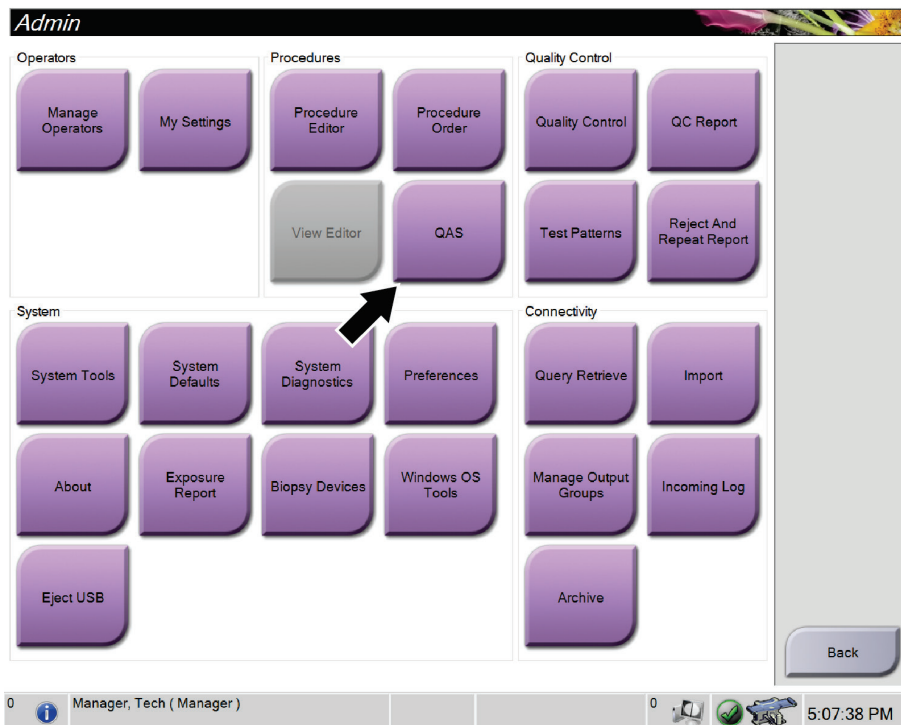 Admin
Operators
Manage
Operators
My Settings
Procedures
Procedure
Editor
Procedure
Order
View Editor
QAS
Quality Control
Quality Control
QC Report
Test Patterns
Reject And
Repeat Report
System
System Tools
System
Defaults
System
Diagnostics
Preferences
About
Exposure
Report
Biopsy Devices
Windows OS
Tools
Eject USB
Connectivity
Query Retrieve
Import
Manage Output
Groups
Incoming Log
Archive
Back
0
Manager, Tech ( Manager )
0
5:07:38 PM